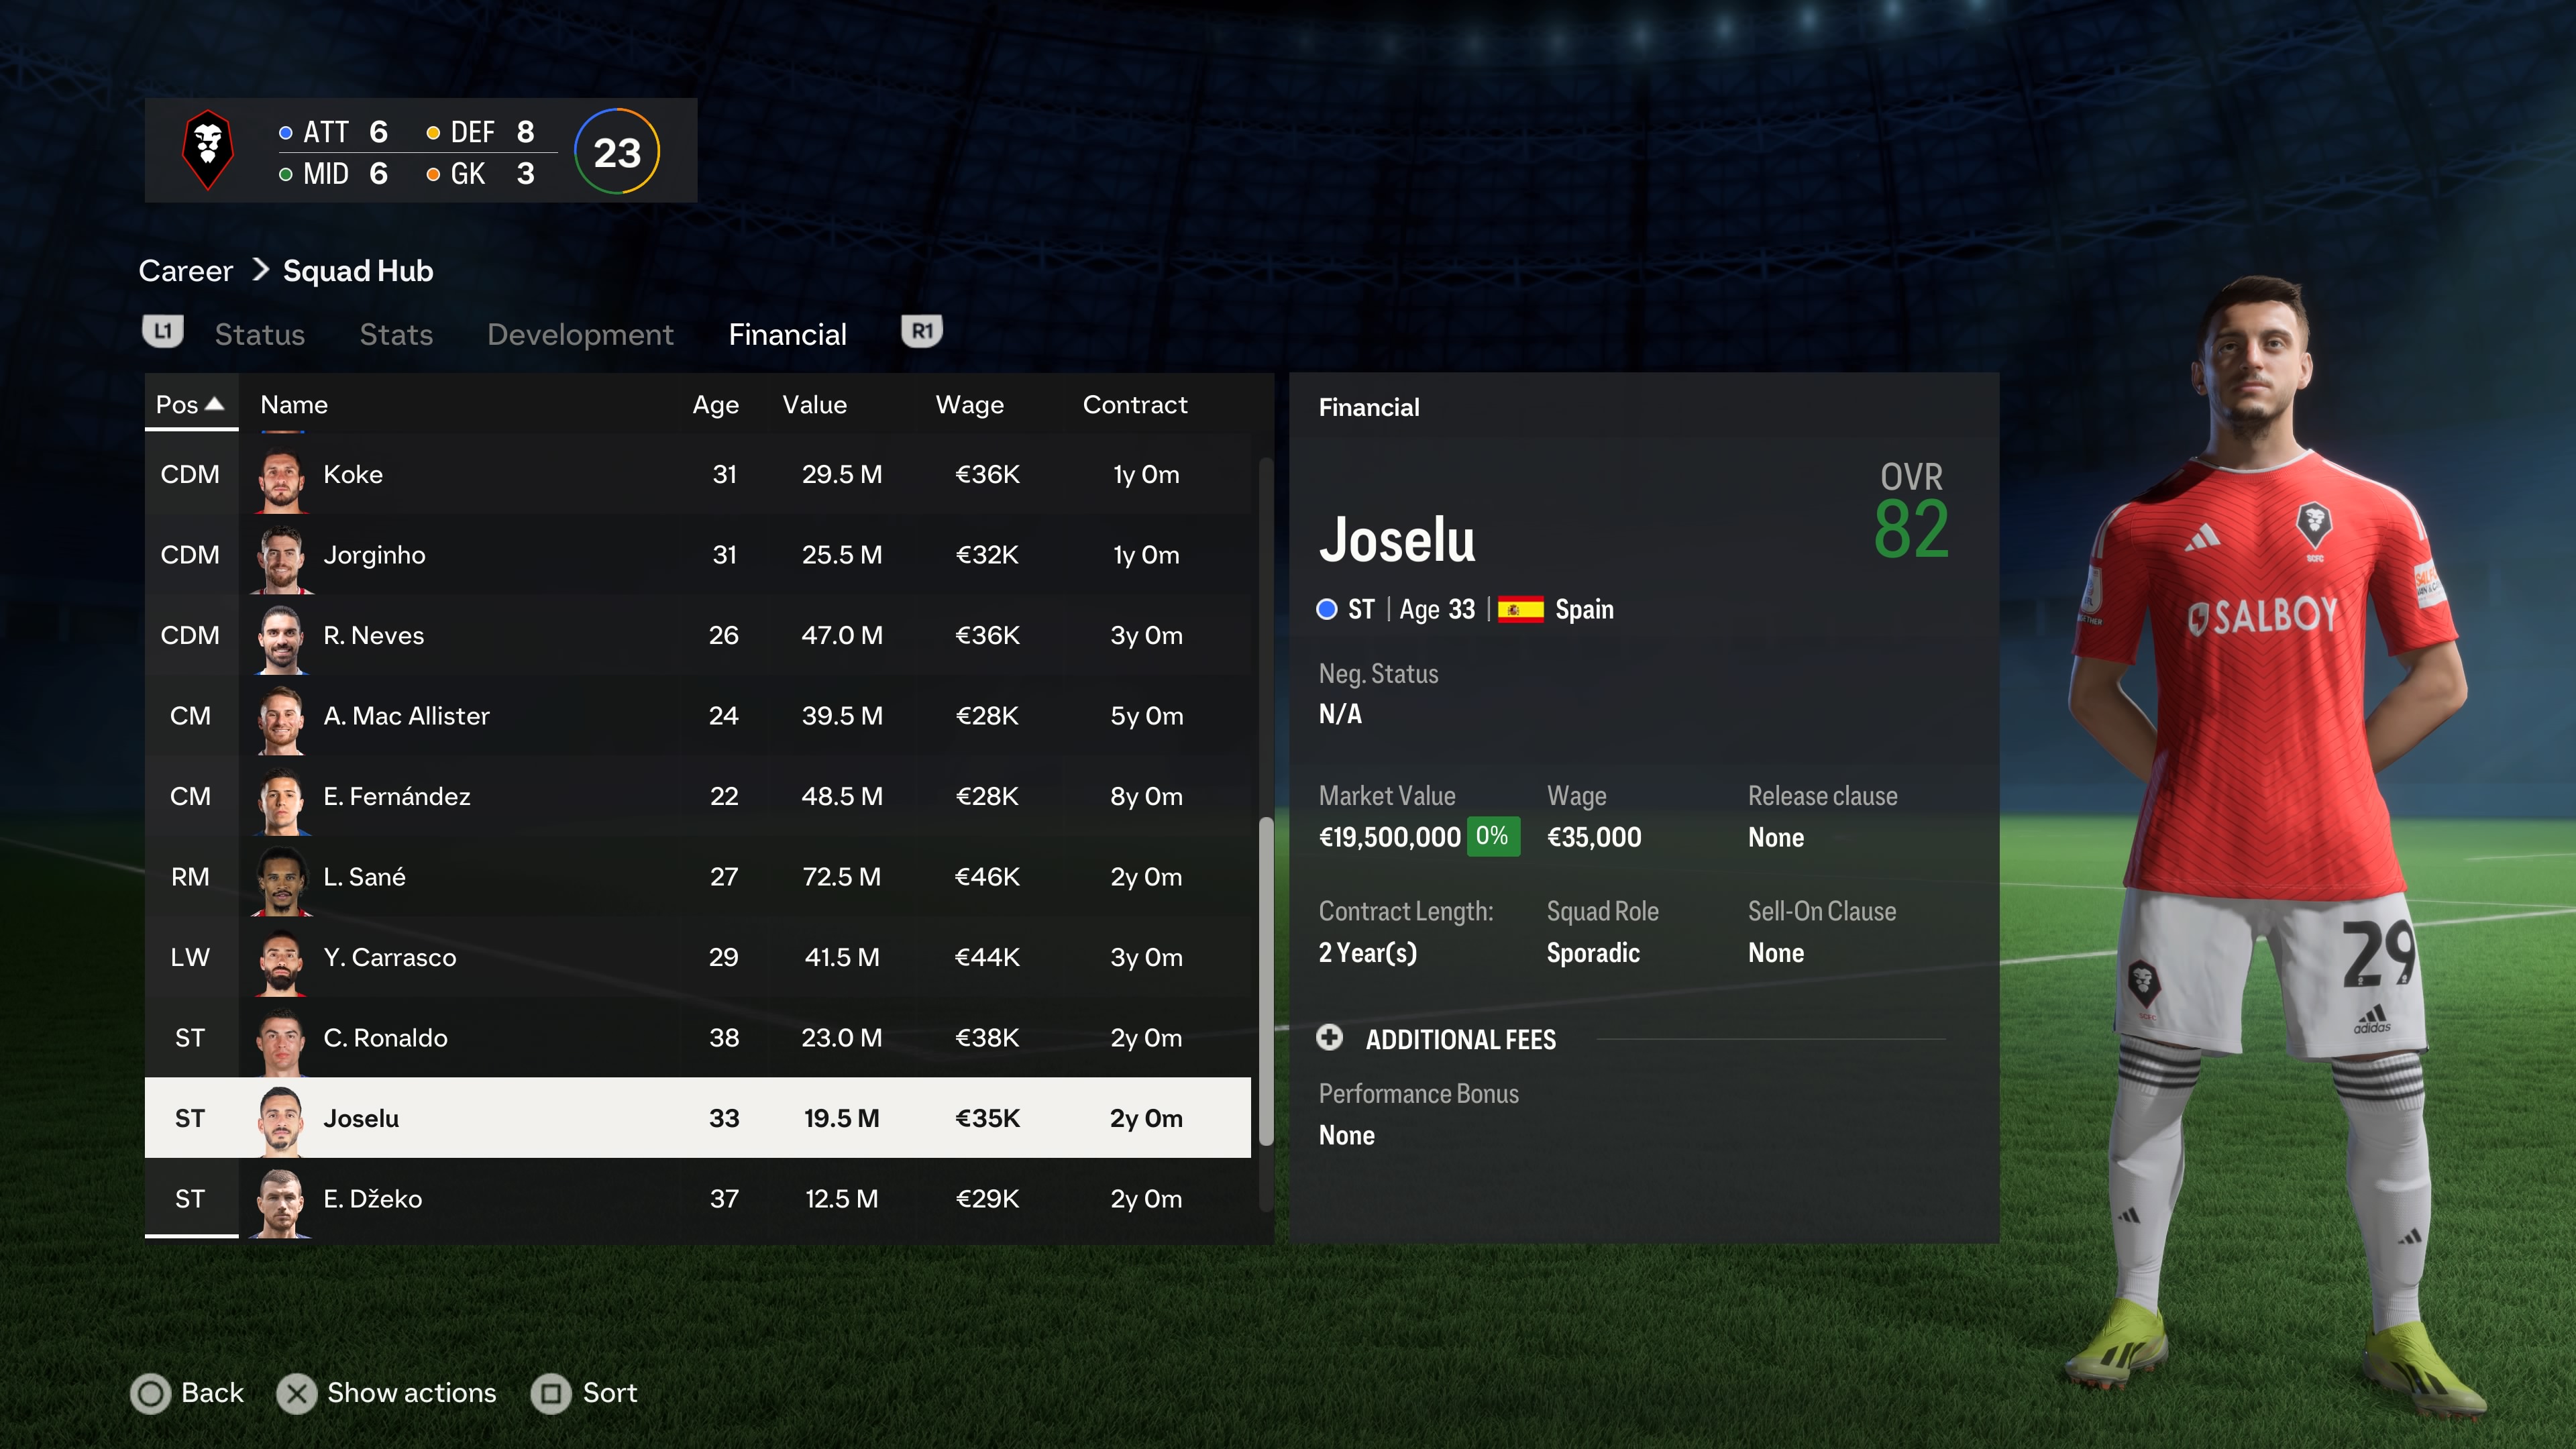 ATT 6 DEF 8
MID 6 GK 3
23
Career > Squad Hub
L1 Status Stats Development Financial R1
Pos Name Age Value Wage Contract
CDM Koke 31 29.5 M €36K 1y 0m
CDM Jorginho 31 25.5 M €32K 1y 0m
CDM R. Neves 26 47.0 M €36K 3y 0m
CM A. Mac Allister 24 39.5 M €28K 5y 0m
CM E. Fernández 22 48.5 M €28K 8y 0m
RM L. Sané 27 72.5 M €46K 2y 0m
LW Y. Carrasco 29 41.5 M €44K 3y 0m
ST C. Ronaldo 38 23.0 M €38K 2y 0m
ST Joselu 33 19.5 M €35K 2y 0m
ST E. Džeko 37 12.5 M €29K 2y 0m
Financial
OVR
82
Joselu
ST | Age 33 | Spain
Neg. Status
N/A
Market Value Wage Release clause
€19,500,000 0% €35,000 None
Contract Length: Squad Role Sell-On Clause
2 Year(s) Sporadic None
ADDITIONAL FEES
Performance Bonus
None
SCFC
SALBOY
29
adidas
Back Show actions Sort